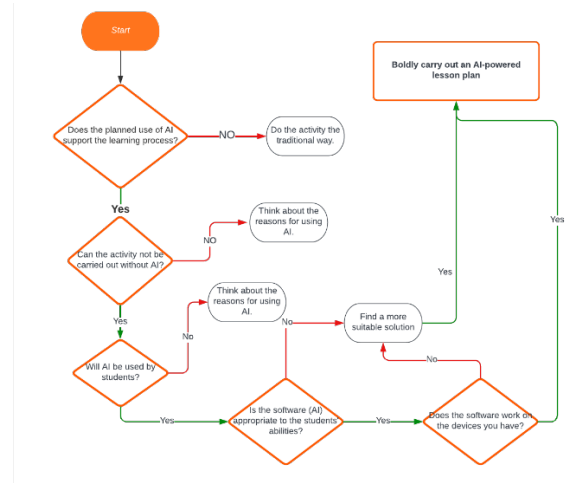 Start
Boldly carry out an AI-powered
lesson plan
Does the planned use of AI
support the learning process?
NO
Do the activity the
traditional way.
Yes
Think about the
reasons for using
AI.
NO
Can the activity not be
carried out without AI?
Yes
Yes
Think about the
reasons for using
AI.
Yes
No
No
Find a more
suitable solution
Will AI be used by
students?
No
Yes
Is the software (AI)
appropriate to the students'
abilities?
Yes
Does the software work on
the devices you have?